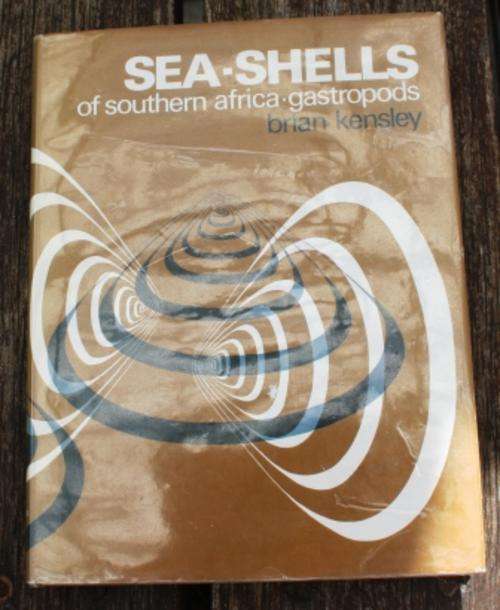 SEA·SHELLS
of southern africa·gastropods
brian kensley